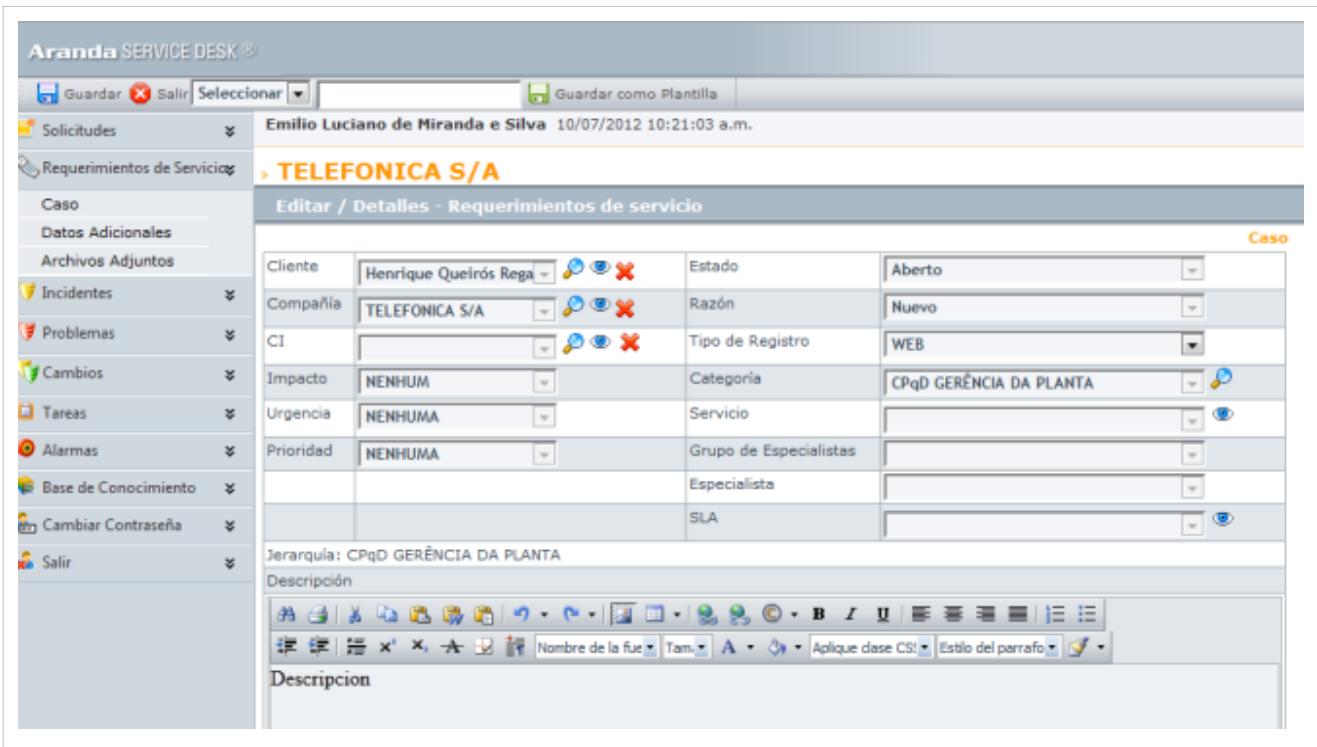 Aranda SERVICE DESK ®
Guardar Salir Seleccionar Guardar como Plantilla
Emilio Luciano de Miranda e Silva 10/07/2012 10:21:03 a.m.
Solicitudes
Requerimientos de Servicio
Caso
Datos Adicionales
Archivos Adjuntos
Incidentes
Problemas
Cambios
Tareas
Alarmas
Base de Conocimiento
Cambiar Contraseña
Salir
› TELEFONICA S/A
Editar / Detalles - Requerimientos de servicio
Caso
Cliente Henrique Queirós Rega Estado Aberto
Compañía TELEFONICA S/A Razón Nuevo
CI Tipo de Registro WEB
Impacto NENHUM Categoría CPqD GERÊNCIA DA PLANTA
Urgencia NENHUMA Servicio
Prioridad NENHUMA Grupo de Especialistas
Especialista
SLA
Jerarquía: CPqD GERÊNCIA DA PLANTA
Descripción
B I U
Nombre de la fue Tam. A Aplique clase CS: Estilo del parrafo
Descripcion